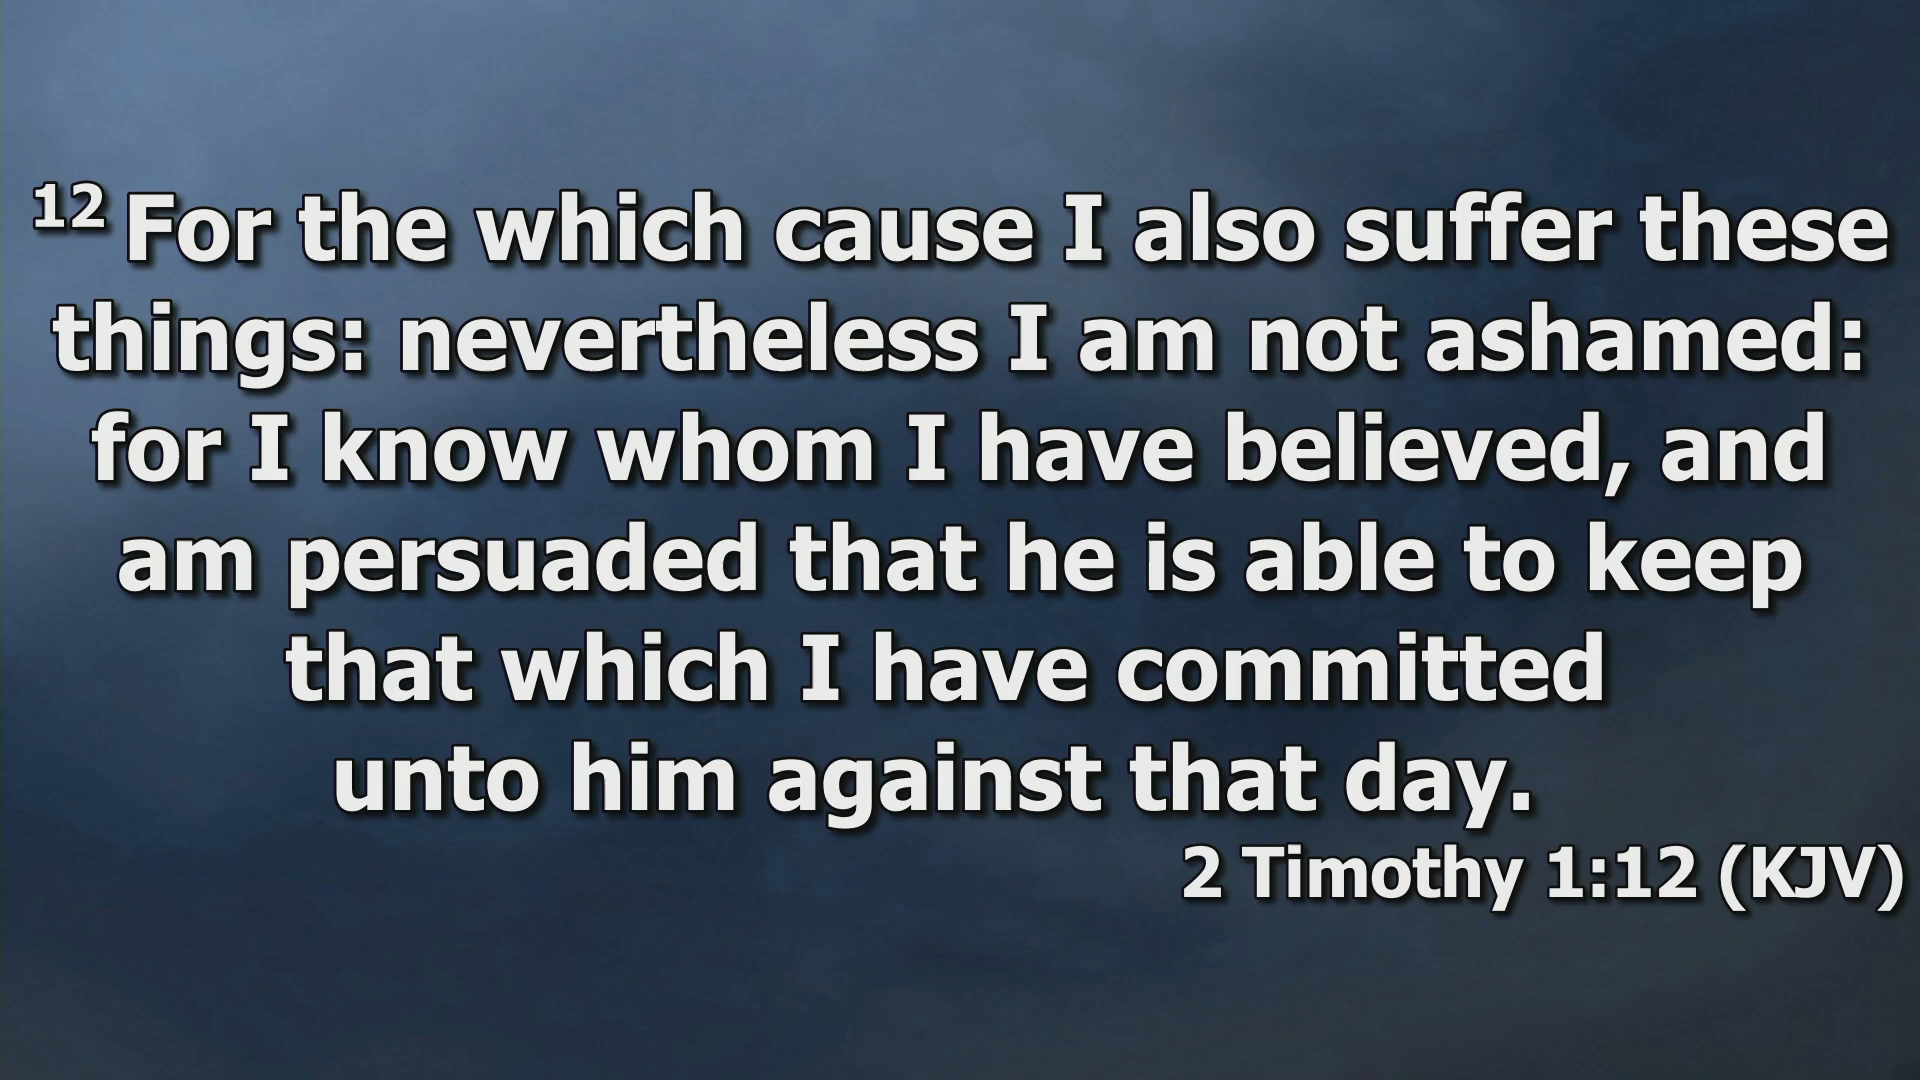 12 For the which cause I also suffer these
things: nevertheless I am not ashamed:
for I know whom I have believed, and
am persuaded that he is able to keep
that which I have committed
unto him against that day.
2 Timothy 1:12 (KJV)